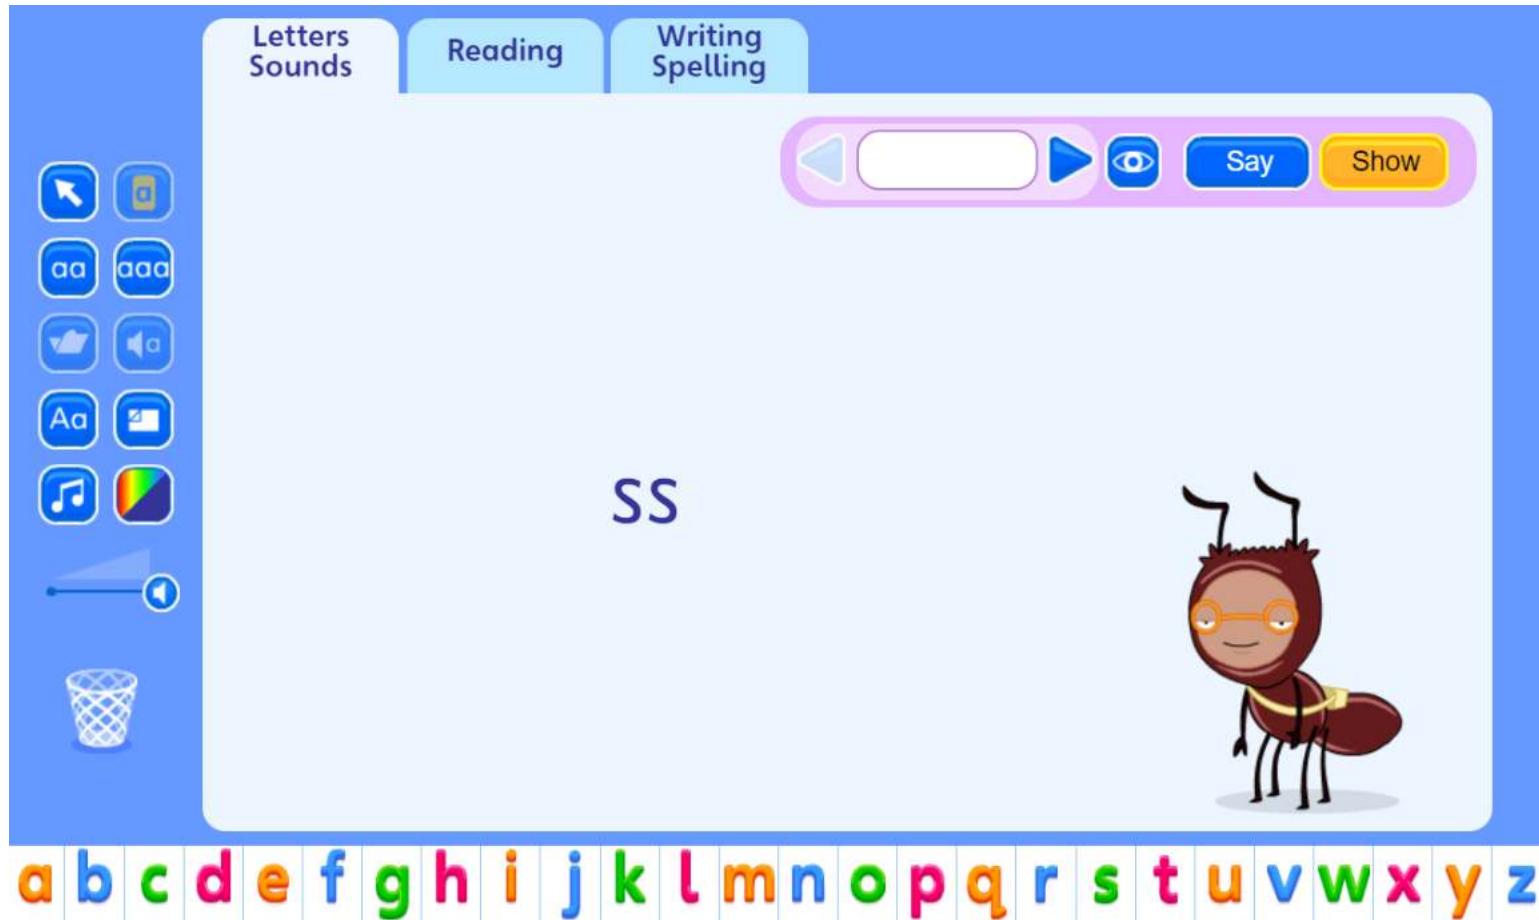 Letters
Sounds
Reading
Writing
Spelling
Say
Show
a
aa
aaa
a
Aa
ss
a b c d e f g h i j k l m n o p q r s t u v w x y z